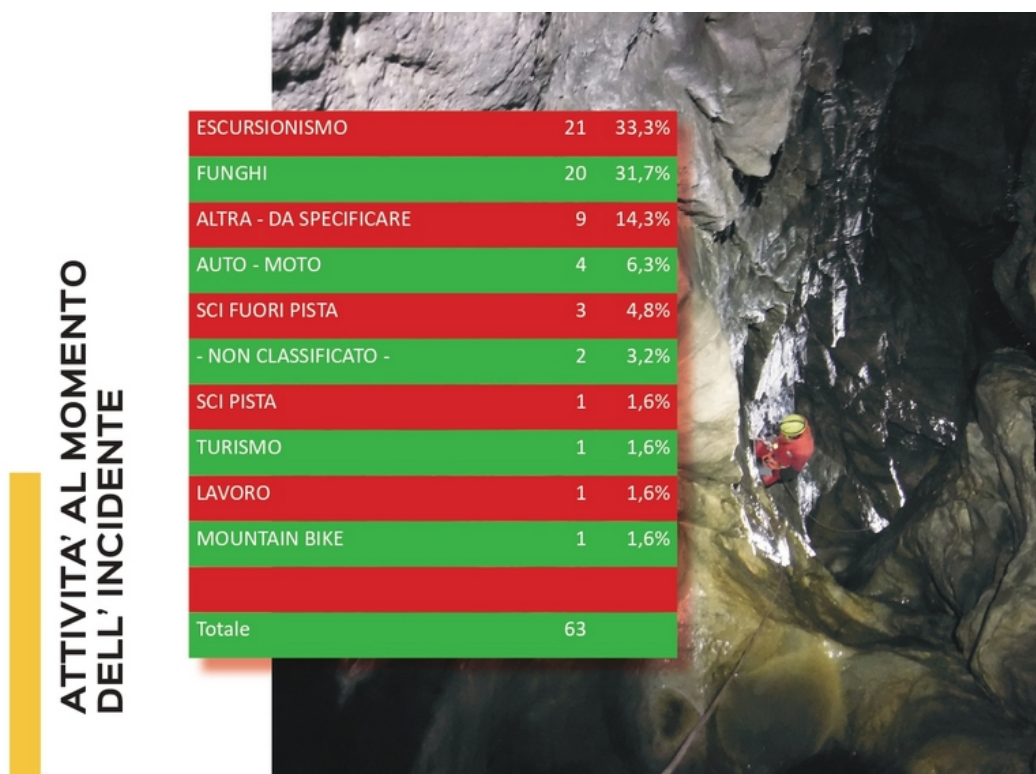 ATTIVITA’ AL MOMENTO
DELL’ INCIDENTE
ESCURSIONISMO 21 33,3%
FUNGHI 20 31,7%
ALTRA - DA SPECIFICARE 9 14,3%
AUTO - MOTO 4 6,3%
SCI FUORI PISTA 3 4,8%
- NON CLASSIFICATO - 2 3,2%
SCI PISTA 1 1,6%
TURISMO 1 1,6%
LAVORO 1 1,6%
MOUNTAIN BIKE 1 1,6%
Totale 63